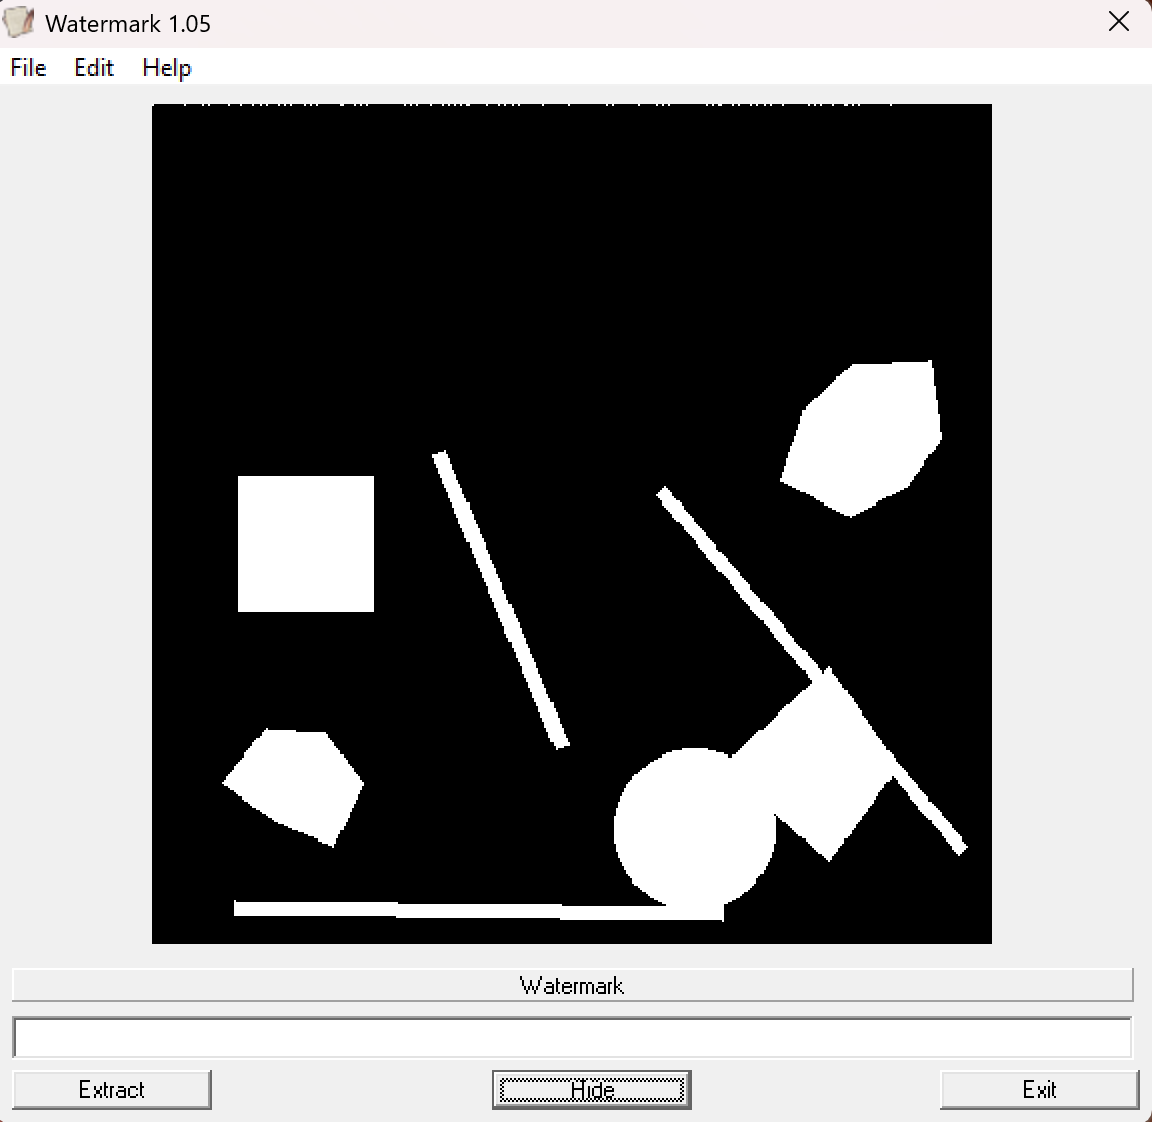 Watermark 1.05
File Edit Help
Watermark
Extract Hide Exit